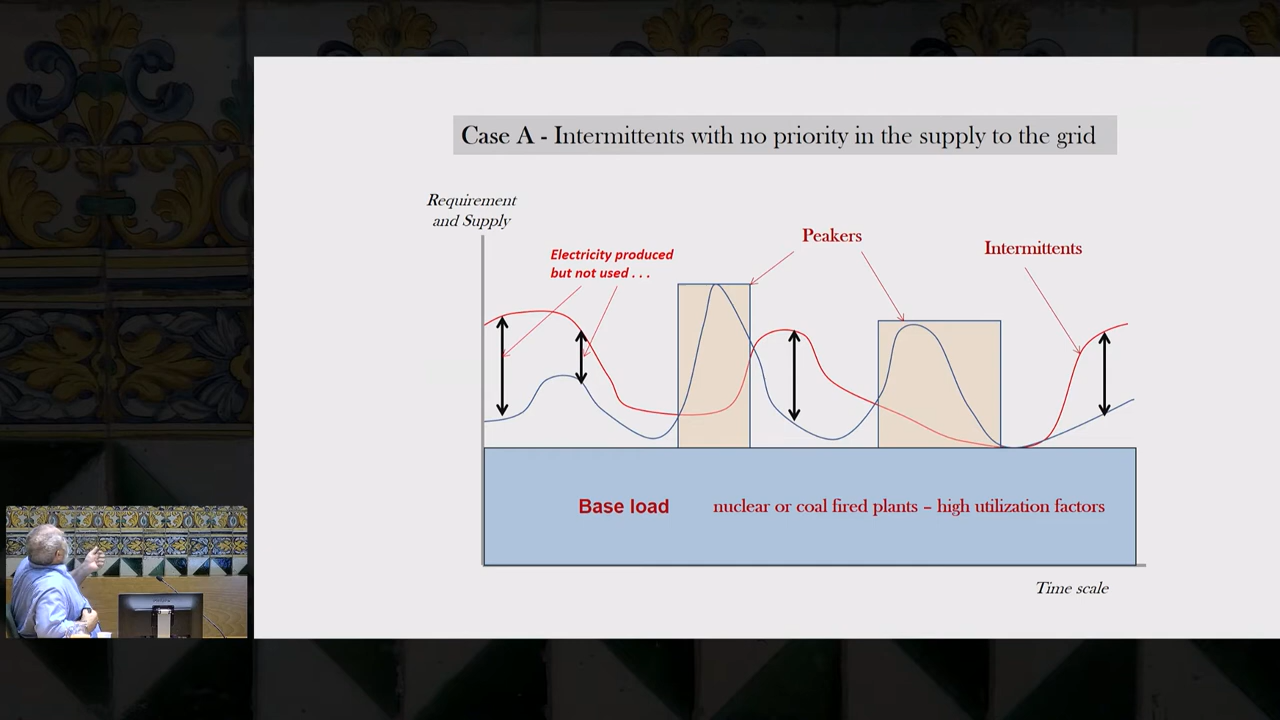 Case A - Intermittents with no priority in the supply to the grid
Requirement
and Supply
Electricity produced
but not used . . .
Peakers
Intermittents
Base load
nuclear or coal fired plants – high utilization factors
Time scale